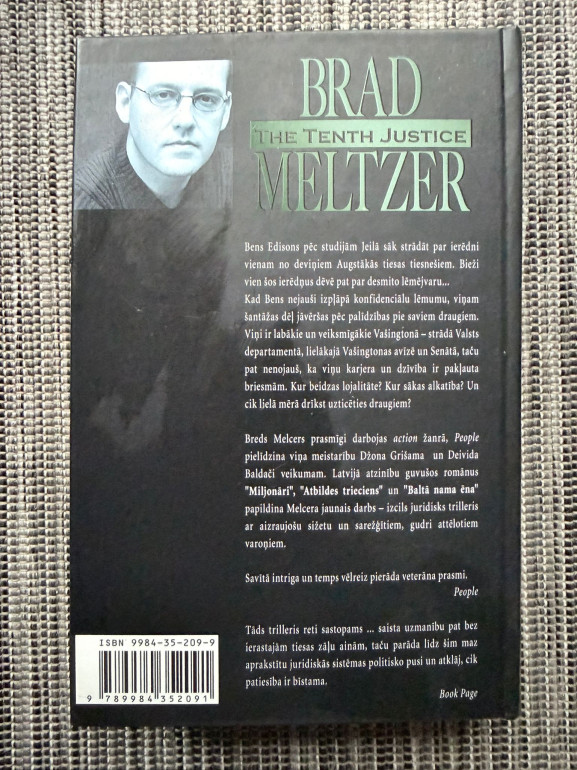 BRAD
THE TENTH JUSTICE
MELTZER
Bens Edisons pēc studijām Jeilā sāk strādāt par ierēdni
vienam no deviņiem Augstākās tiesas tiesnešiem. Bieži
vien šos ierēdņus dēvē pat par desmito lēmējvaru...
Kad Bens nejauši izpļāpā konfidenciālu lēmumu, viņam
šantāžas dēļ jāvēršas pēc palīdzības pie saviem draugiem.
Viņi ir labākie un veiksmīgākie Vašingtonā – strādā Valsts
departamentā, lielākajā Vašingtonas avīzē un Senātā, taču
pat nenojauš, ka viņu karjera un dzīvība ir pakļauta
briesmām. Kur beidzas lojalitāte? Kur sākas alkatība? Un
cik lielā mērā drīkst uzticēties draugiem?
Breds Melcers prasmīgi darbojas action žanrā, People
pielīdzina viņa meistarību Džona Grišama un Deivida
Baldači veikumam. Latvijā atzinību guvušos romānus
"Miljonāri", "Atbildes trieciens" un "Baltā nama ēna"
papildina Melcera jaunais darbs – izcils juridisks trilleris
ar aizraujošu sižetu un sarežģītiem, gudri attēlotiem
varoņiem.
Savītā intriga un temps vēlreiz pierāda veterāna prasmi.
People
Tāds trilleris reti sastopams ... saista uzmanību pat bez
ierastajām tiesas zāļu ainām, taču parāda līdz šim maz
aprakstītu juridiskās sistēmas politisko pusi un atklāj, cik
patiesība ir bīstama.
Book Page
ISBN 9984-35-209-9
9 789984 352091